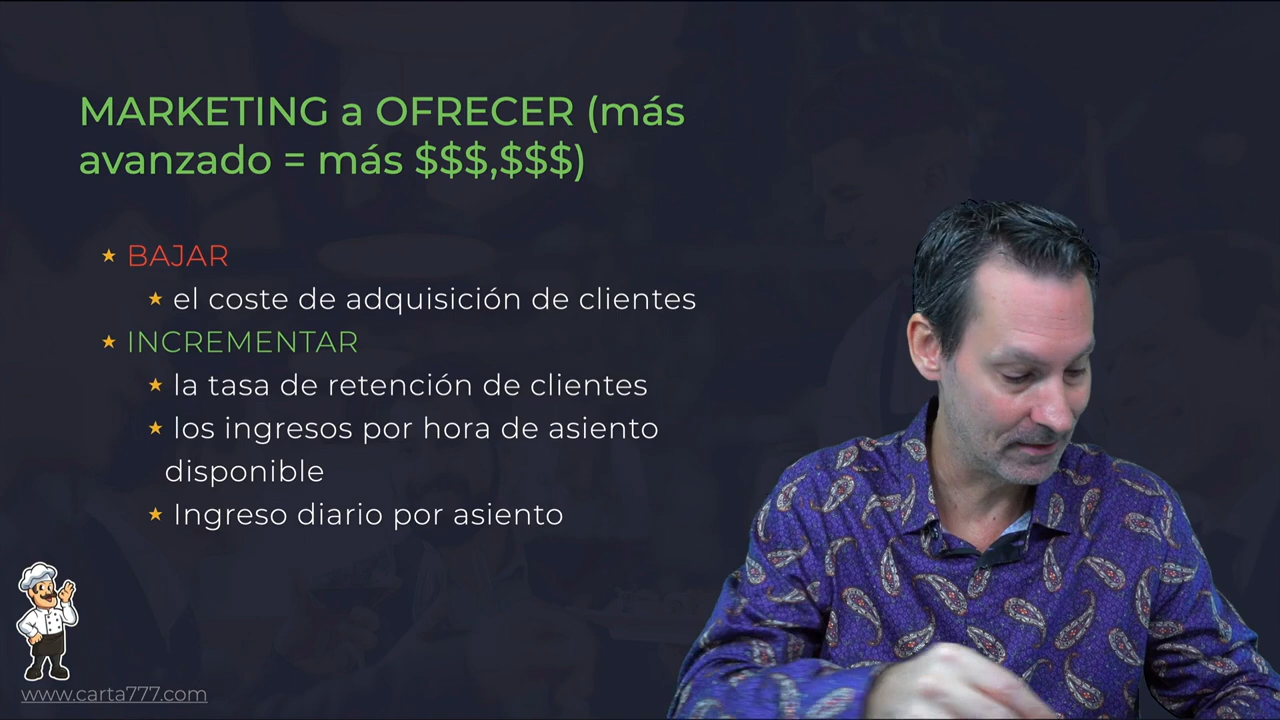 MARKETING a OFRECER (más
avanzado = más $$$,$$$)
BAJAR
el coste de adquisición de clientes
INCREMENTAR
la tasa de retención de clientes
los ingresos por hora de asiento
disponible
Ingreso diario por asiento
www.carta777.com